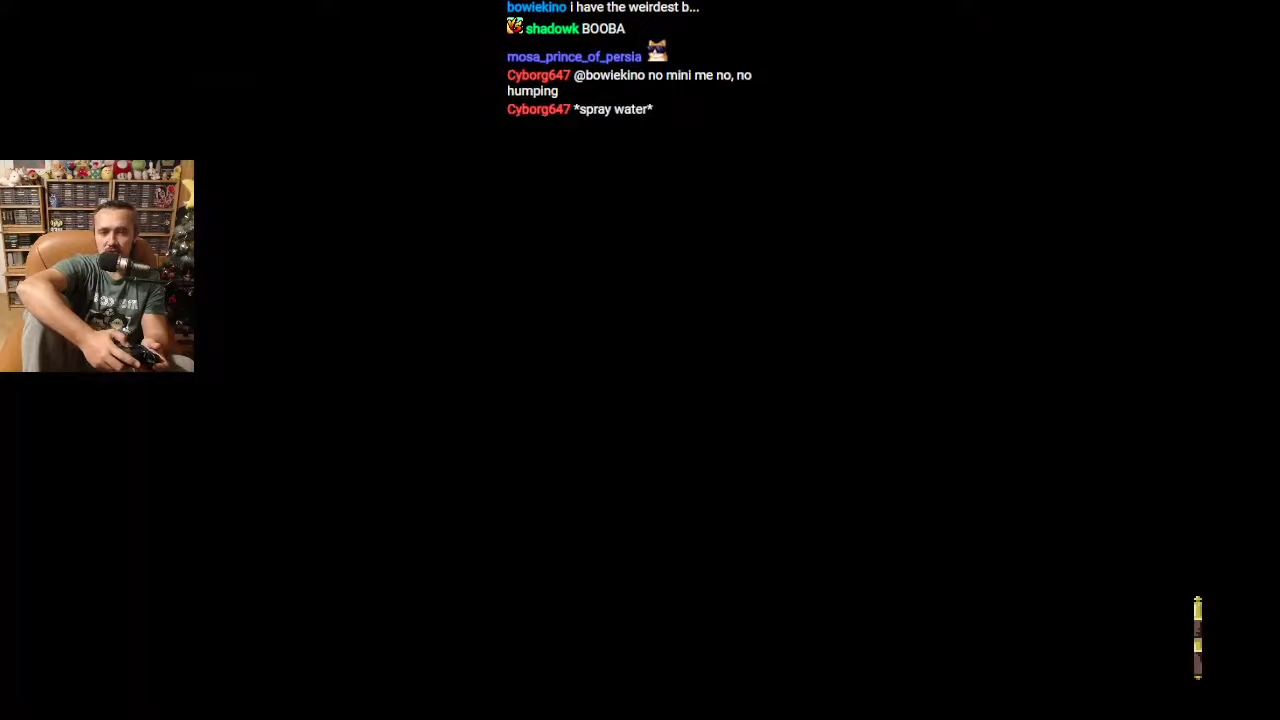 bowiekino i have the weirdest b...
shadowk BOOBA
mosa_prince_of_persia
Cyborg647 @bowiekino no mini me no, no
humping
Cyborg647 *spray water*